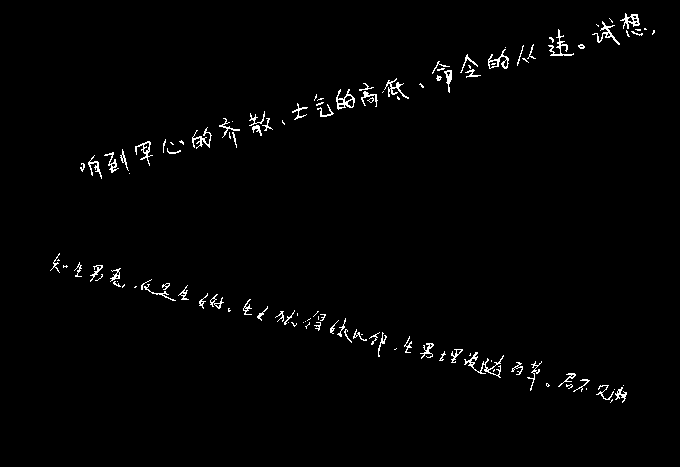 响到军心的齐散、士气的高低、命令的从违。试想,
知生男恶,反是生女好。生女犹得嫁比邻,生男埋没随百草。君不见